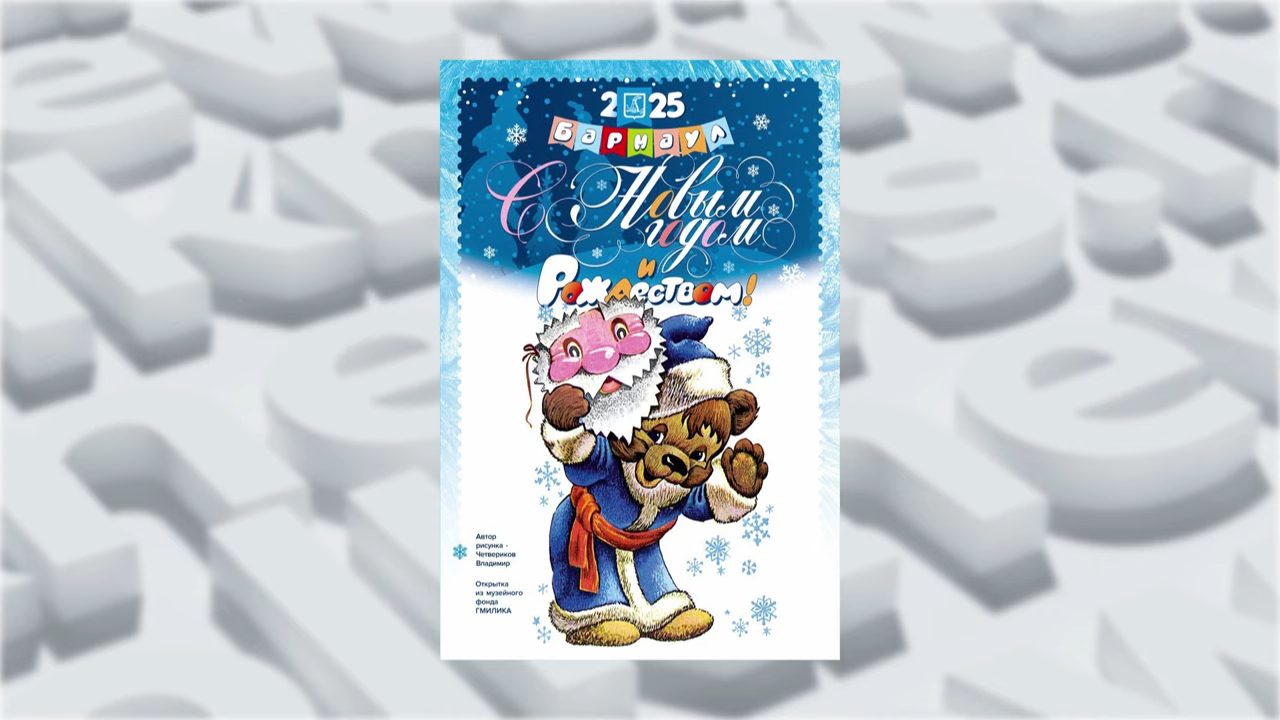 2025
БАРНАУЛ
С Новым
годом
и
Рождеством!
Автор
рисунка -
Четвериков
Владимир
Открытка
из музейного
фонда
ГМИЛИКА